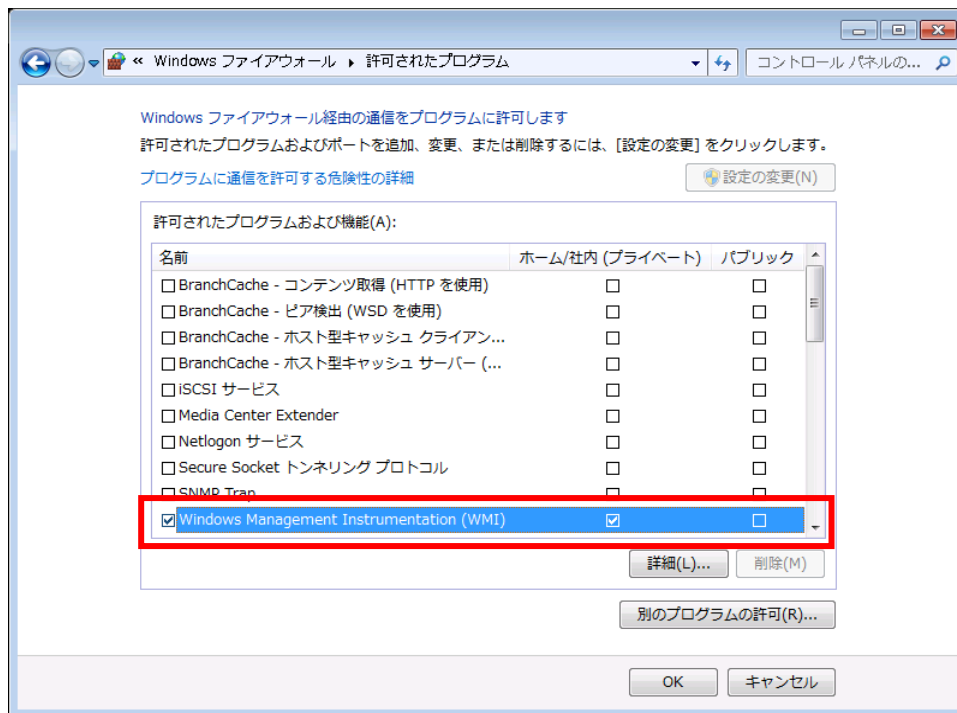 « Windows ファイアウォール ▸ 許可されたプログラム
コントロール パネルの...
Windows ファイアウォール経由の通信をプログラムに許可します
許可されたプログラムおよびポートを追加、変更、または削除するには、[設定の変更] をクリックします。
プログラムに通信を許可する危険性の詳細
設定の変更(N)
許可されたプログラムおよび機能(A):
名前 ホーム/社内 (プライベート) パブリック
BranchCache - コンテンツ取得 (HTTP を使用)
BranchCache - ピア検出 (WSD を使用)
BranchCache - ホスト型キャッシュ クライアン...
BranchCache - ホスト型キャッシュ サーバー (...
iSCSI サービス
Media Center Extender
Netlogon サービス
Secure Socket トンネリング プロトコル
SNMP Trap
Windows Management Instrumentation (WMI)
詳細(L)... 削除(M)
別のプログラムの許可(R)...
OK キャンセル